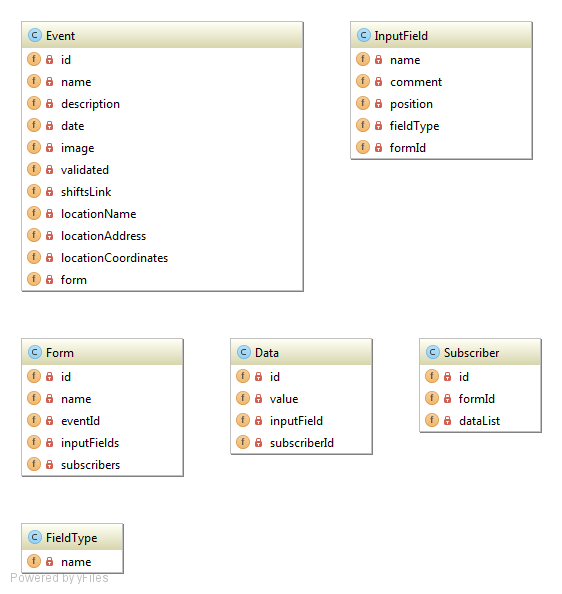 C Event
f id
f name
f description
f date
f image
f validated
f shiftsLink
f locationName
f locationAddress
f locationCoordinates
f form
C InputField
f name
f comment
f position
f fieldType
f formId
C Form
f id
f name
f eventId
f inputFields
f subscribers
C Data
f id
f value
f inputField
f subscriberId
C Subscriber
f id
f formId
f dataList
C FieldType
f name
Powered by yFiles